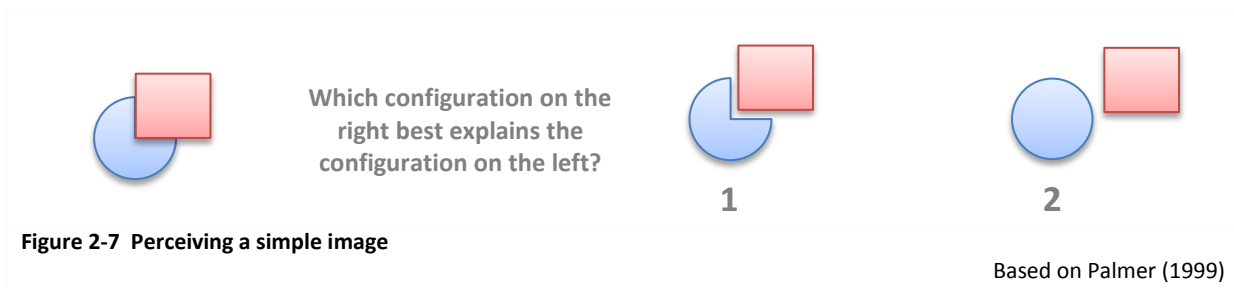 Which configuration on the
right best explains the
configuration on the left?
1
2
Figure 2-7 Perceiving a simple image
Based on Palmer (1999)